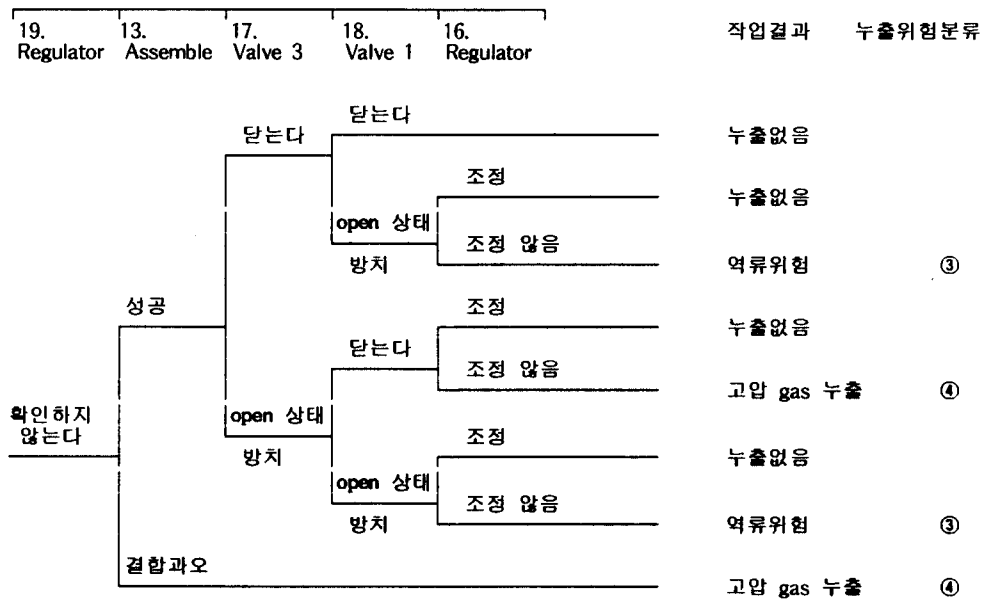 19. 13. 17. 18. 16. 작업결과 누출위험분류
Regulator Assemble Valve 3 Valve 1 Regulator
닫는다
닫는다 누출없음
조정
누출없음
open 상태
조정 않음
방치 역류위험 ③
성공 조정
누출없음
닫는다
조정 않음
고압 gas 누출 ④
확인하지 open 상태
않는다 조정
방치 누출없음
open 상태
조정 않음
방치 역류위험 ③
결합과오
고압 gas 누출 ④